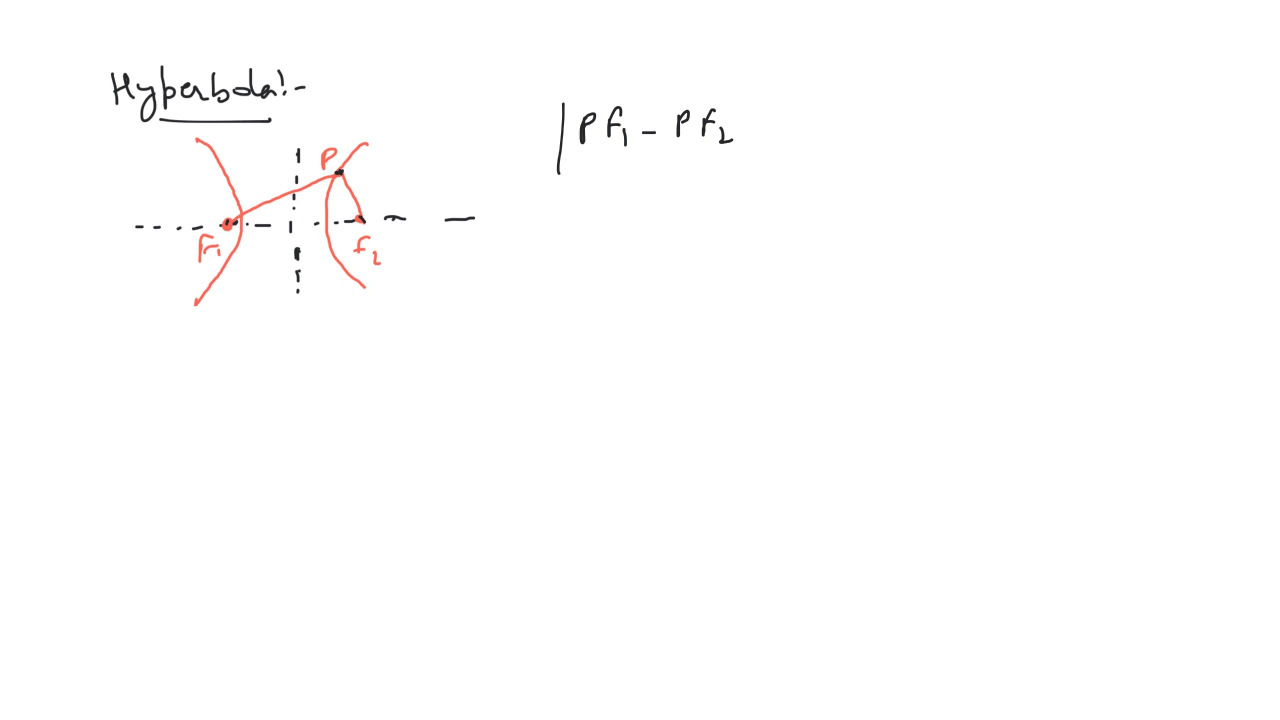 Hyperbola:-
|PF₁ - PF₂
P
F₁
F₂